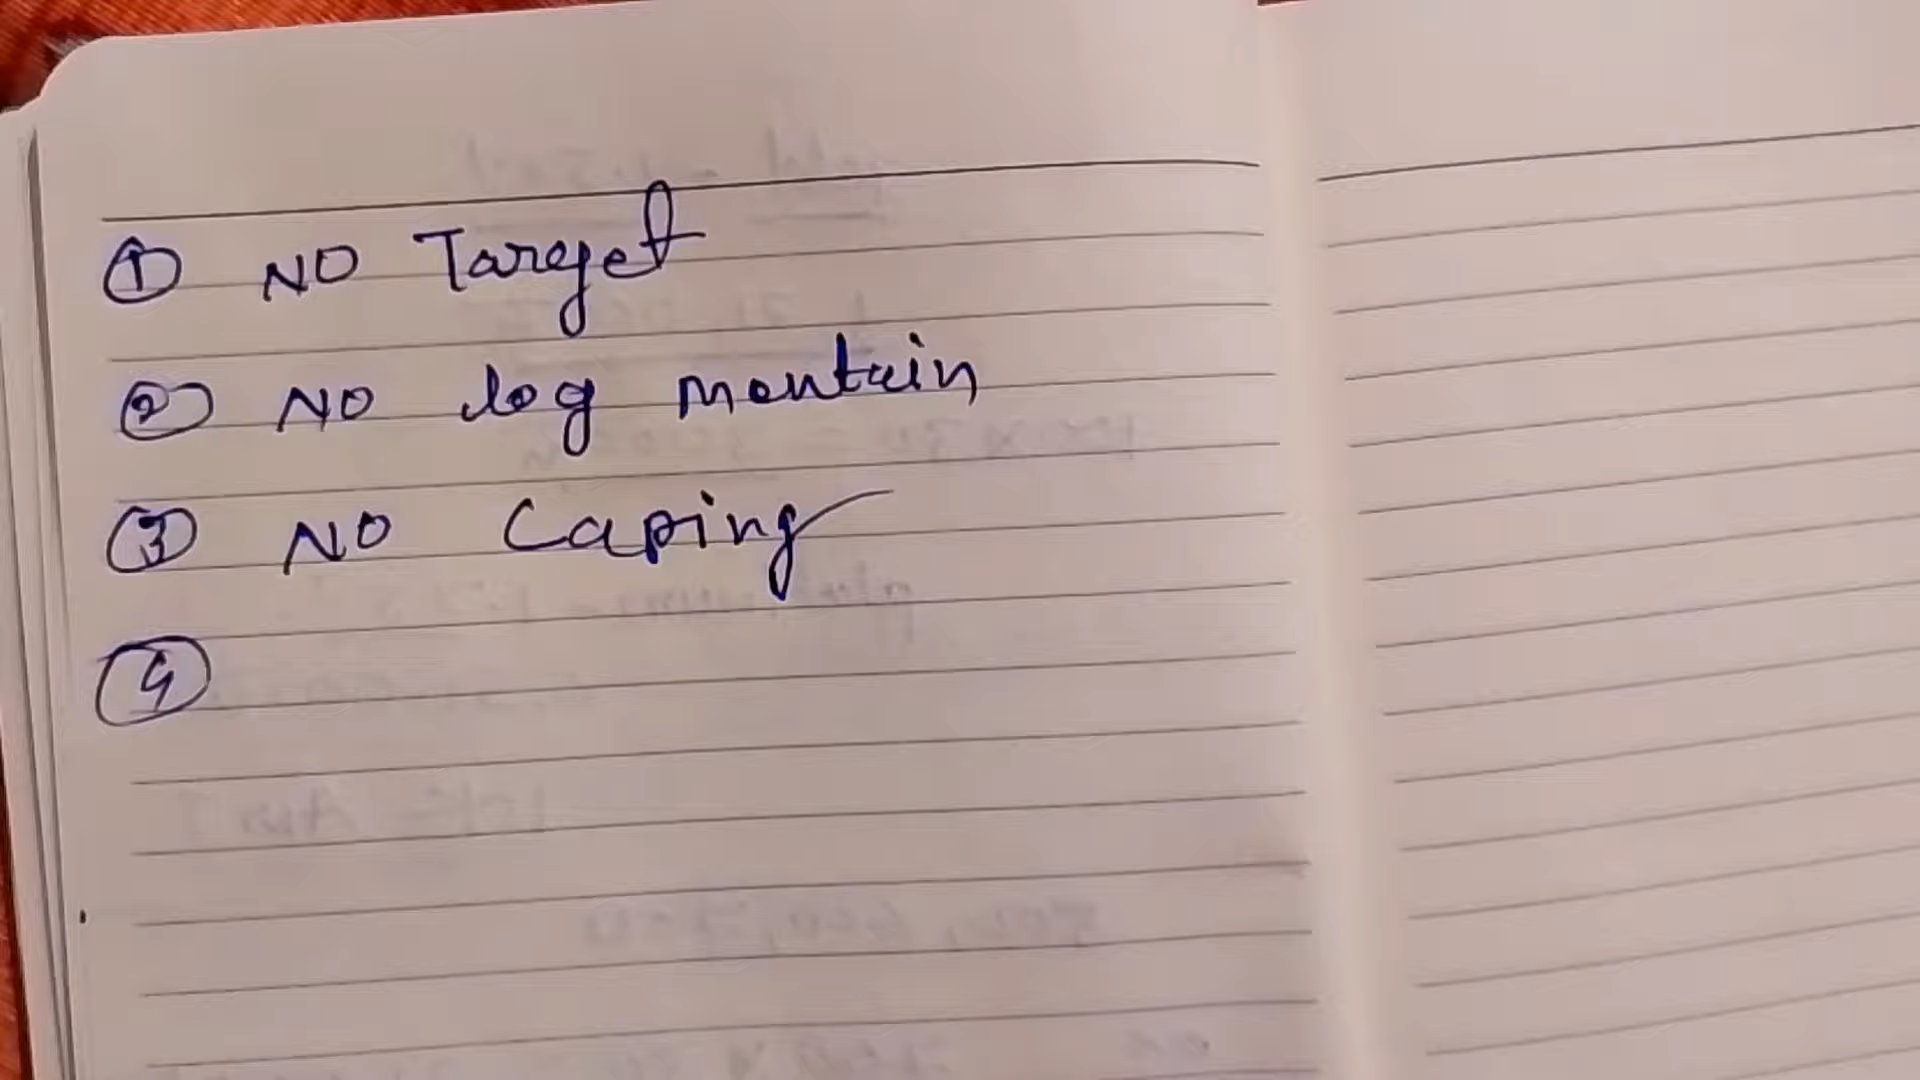 ① NO Target
② NO log mentain
③ NO Caping
④